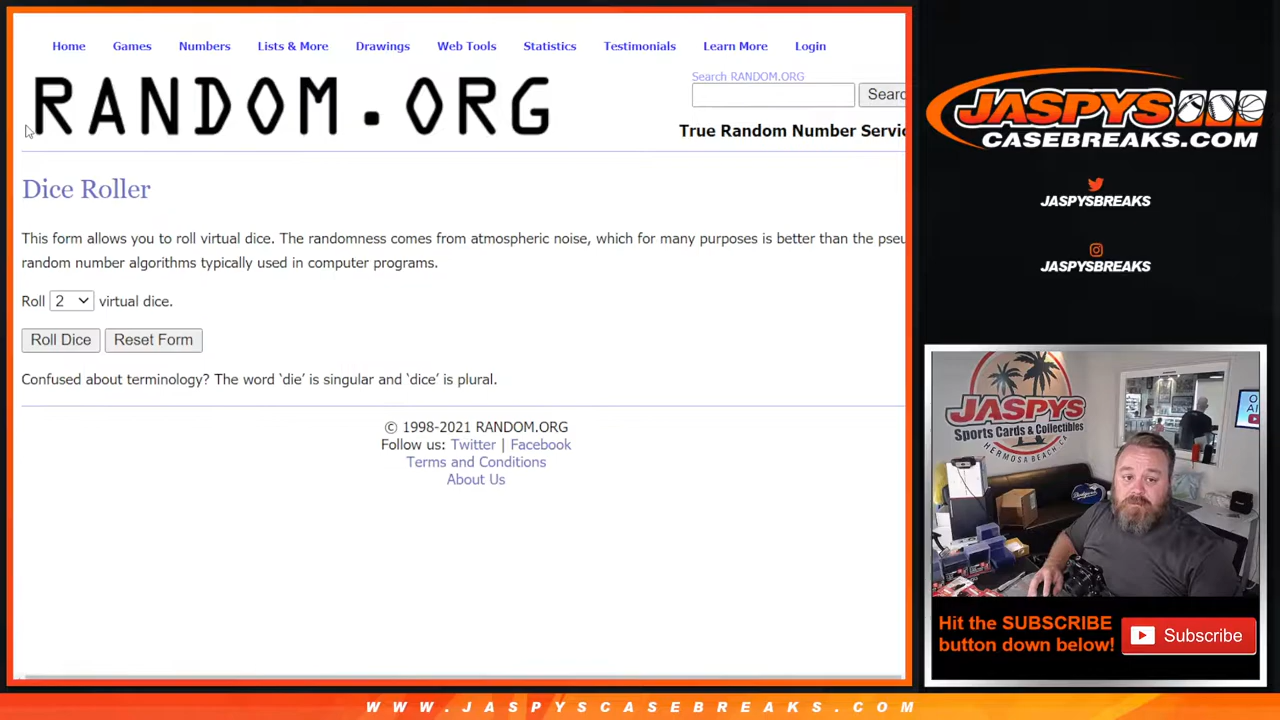 Home Games Numbers Lists & More Drawings Web Tools Statistics Testimonials Learn More Login
RANDOM.ORG
Search RANDOM.ORG
Searc
True Random Number Servic
Dice Roller
This form allows you to roll virtual dice. The randomness comes from atmospheric noise, which for many purposes is better than the pseu
random number algorithms typically used in computer programs.
Roll 2 virtual dice.
Roll Dice Reset Form
Confused about terminology? The word ‘die’ is singular and ‘dice’ is plural.
© 1998-2021 RANDOM.ORG
Follow us: Twitter | Facebook
Terms and Conditions
About Us
JASPYS
CASEBREAKS.COM
JASPYSBREAKS
JASPYSBREAKS
JASPYS
Sports Cards & Collectibles
HERMOSA BEACH CA
Dodgers
Hit the SUBSCRIBE
button down below!
Subscribe
WWW.JASPYSCASEBREAKS.COM